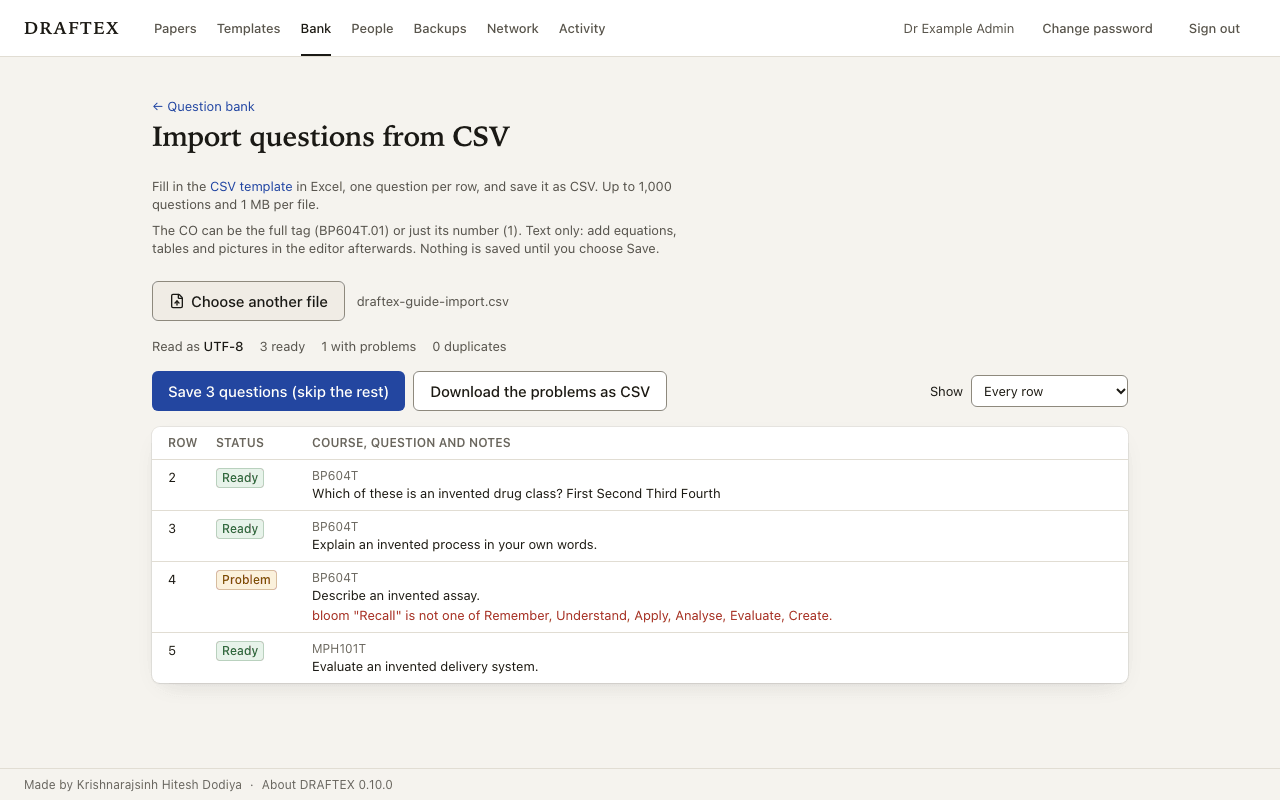 DRAFTEX Papers Templates Bank People Backups Network Activity Dr Example Admin Change password Sign out
← Question bank
Import questions from CSV
Fill in the CSV template in Excel, one question per row, and save it as CSV. Up to 1,000
questions and 1 MB per file.
The CO can be the full tag (BP604T.01) or just its number (1). Text only: add equations,
tables and pictures in the editor afterwards. Nothing is saved until you choose Save.
Choose another file draftex-guide-import.csv
Read as UTF-8 3 ready 1 with problems 0 duplicates
Save 3 questions (skip the rest) Download the problems as CSV Show Every row
ROW STATUS COURSE, QUESTION AND NOTES
2 Ready BP604T
Which of these is an invented drug class? First Second Third Fourth
3 Ready BP604T
Explain an invented process in your own words.
4 Problem BP604T
Describe an invented assay.
bloom "Recall" is not one of Remember, Understand, Apply, Analyse, Evaluate, Create.
5 Ready MPH101T
Evaluate an invented delivery system.
Made by Krishnarajsinh Hitesh Dodiya · About DRAFTEX 0.10.0